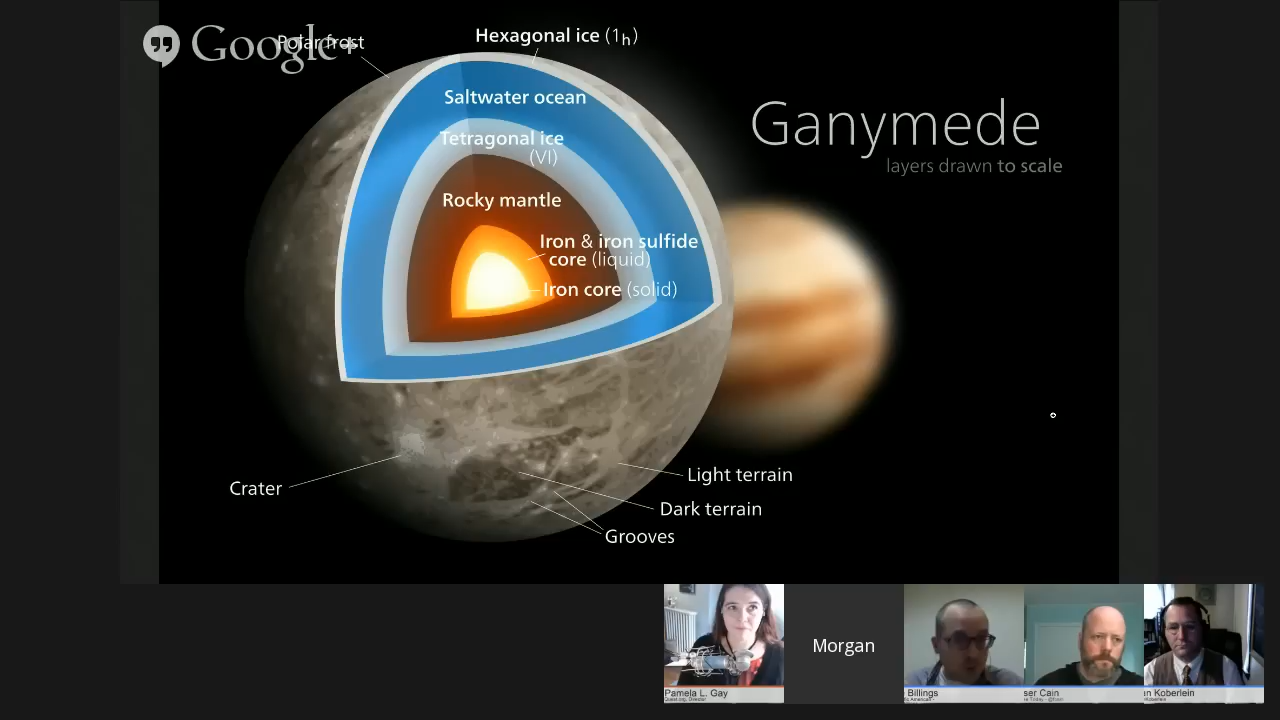 Google+
Polar frost
Hexagonal ice (1h)
Saltwater ocean
Tetragonal ice
(VI)
Rocky mantle
Iron & iron sulfide
core (liquid)
Iron core (solid)
Ganymede
layers drawn to scale
Crater
Light terrain
Dark terrain
Grooves
Morgan
Pamela L. Gay
Billings
ser Cain
n Koberlein